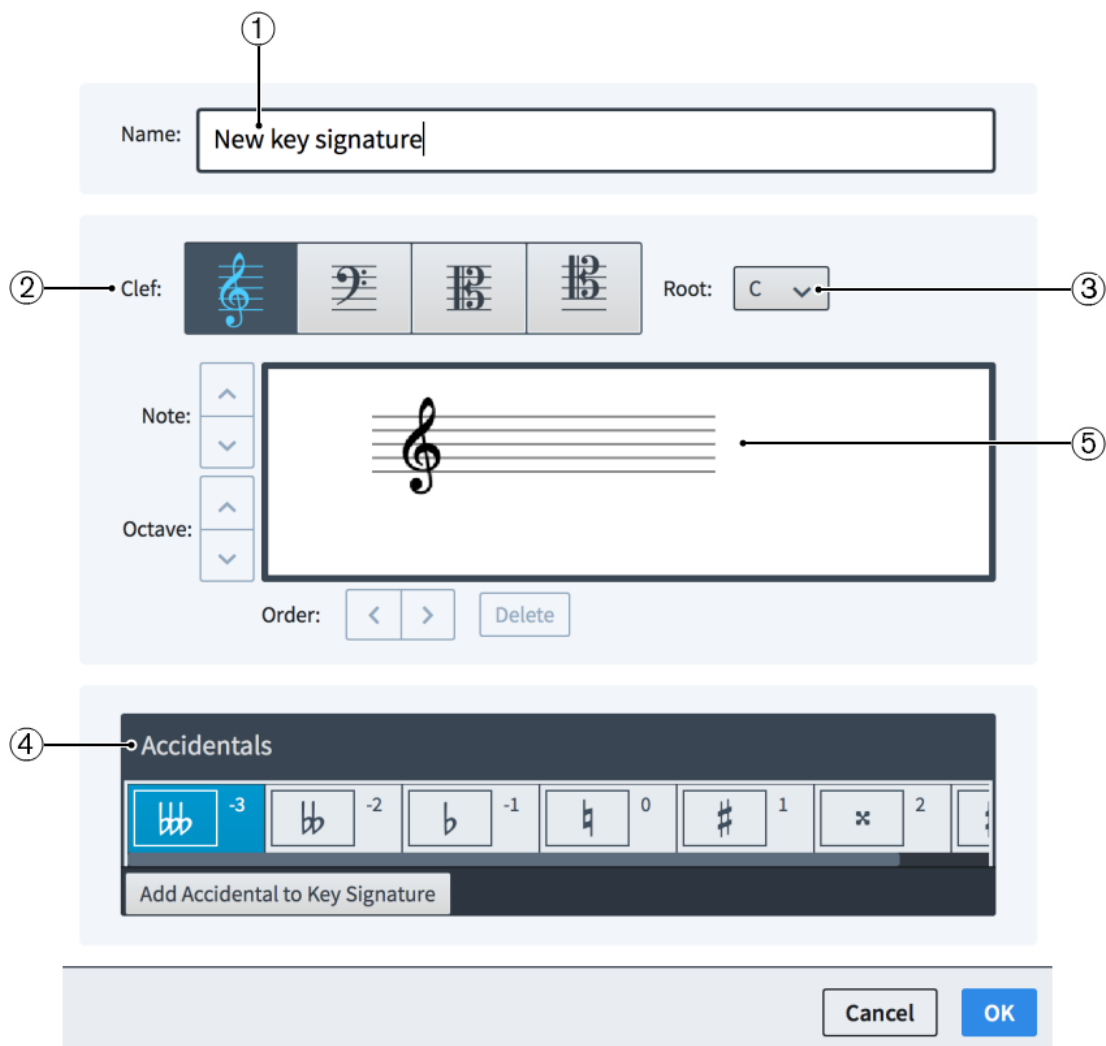 ①
Name: New key signature
② Clef: Root: C ③
Note:
⑤
Octave:
Order: Delete
④ Accidentals
-3 -2 -1 0 1 2
Add Accidental to Key Signature
Cancel OK